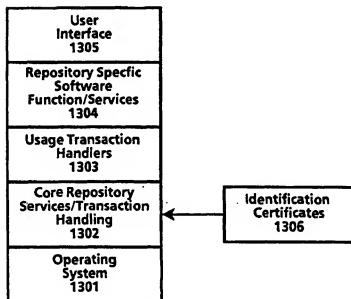 User
Interface
1305
Repository Specfic
Software
Function/Services
1304
Usage Transaction
Handlers
1303
Core Repository
Services/Transaction
Handling
1302
Identification
Certificates
1306
Operating
System
1301